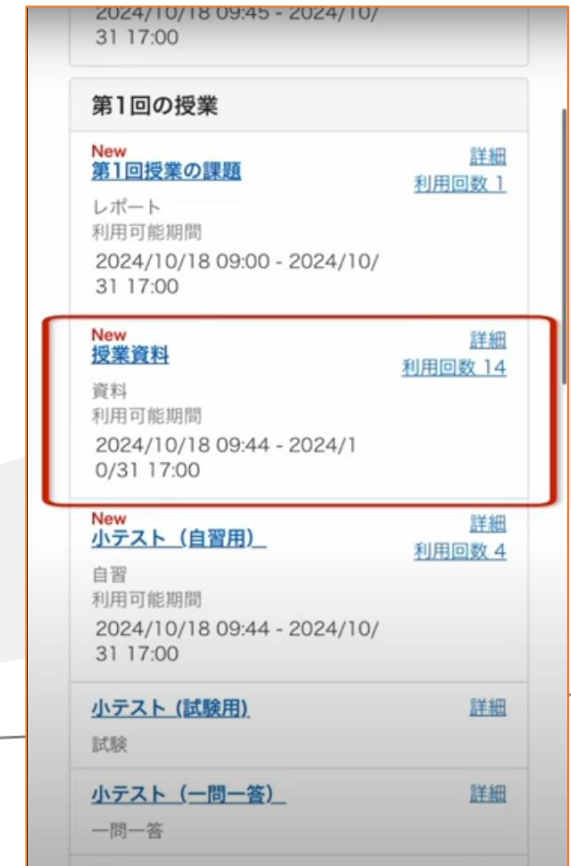 2024/10/18 09:45 - 2024/10/
31 17:00
第1回の授業
New
第1回授業の課題
詳細
利用回数 1
レポート
利用可能期間
2024/10/18 09:00 - 2024/10/
31 17:00
New
授業資料
詳細
利用回数 14
資料
利用可能期間
2024/10/18 09:44 - 2024/1
0/31 17:00
New
小テスト（自習用）
詳細
利用回数 4
自習
利用可能期間
2024/10/18 09:44 - 2024/10/
31 17:00
小テスト (試験用)
詳細
試験
小テスト（一問一答）
詳細
一問一答